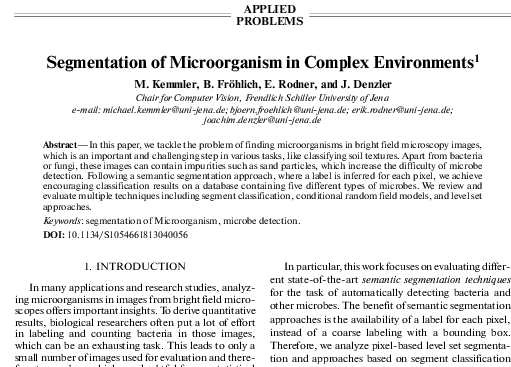 APPLIED
PROBLEMS
Segmentation of Microorganism in Complex Environments¹
M. Kemmler, B. Fröhlich, E. Rodner, and J. Denzler
Chair for Computer Vision, Frendlich Schiller University of Jena
e-mail: michael.kemmler@uni-jena.de; bjoern.froehlich@uni-jena.de; erik.rodner@uni-jena.de;
joachim.denzler@uni-jena.de
Abstract—In this paper, we tackle the problem of finding microorganisms in bright field microscopy images,
which is an important and challenging step in various tasks, like classifying soil textures. Apart from bacteria
or fungi, these images can contain impurities such as sand particles, which increase the difficulty of microbe
detection. Following a semantic segmentation approach, where a label is inferred for each pixel, we achieve
encouraging classification results on a database containing five different types of microbes. We review and
evaluate multiple techniques including segment classification, conditional random field models, and level set
approaches.
Keywords: segmentation of Microorganism, microbe detection.
DOI: 10.1134/S1054661813040056
1. INTRODUCTION
In many applications and research studies, analyz-
ing microorganisms in images from bright field micro-
scopes offers important insights. To derive quantitative
results, biological researchers often put a lot of effort
in labeling and counting bacteria in those images,
which can be an exhausting task. This leads to only a
small number of images used for evaluation and there-
In particular, this work focuses on evaluating differ-
ent state-of-the-art semantic segmentation techniques
for the task of automatically detecting bacteria and
other microbes. The benefit of semantic segmentation
approaches is the availability of a label for each pixel,
instead of a coarse labeling with a bounding box.
Therefore, we analyze pixel-based level set segmenta-
tion and approaches based on segment classification